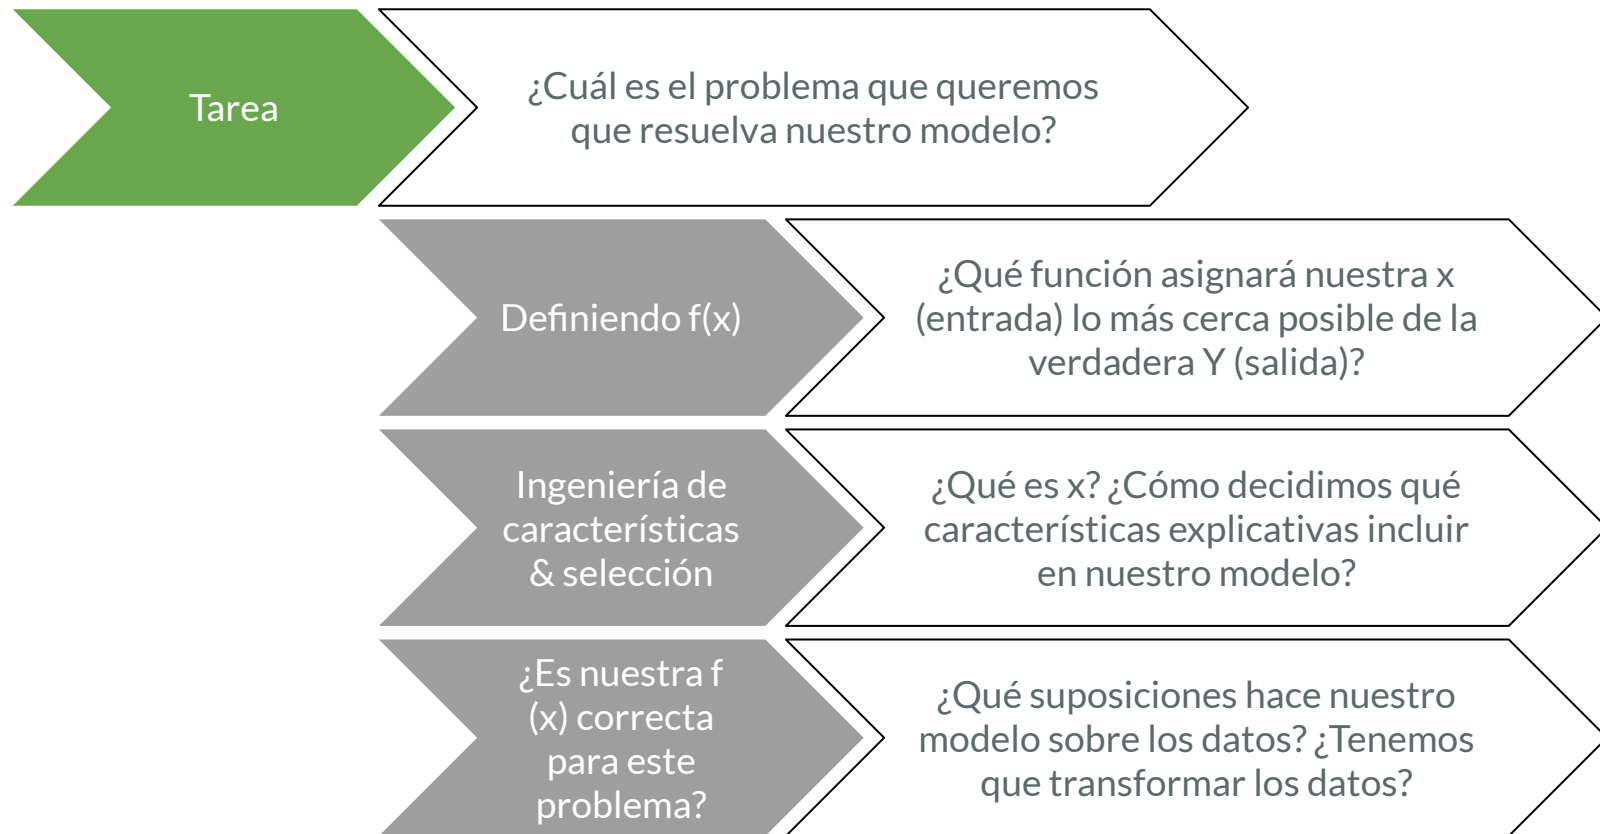 Tarea
¿Cuál es el problema que queremos
que resuelva nuestro modelo?
Definiendo f(x)
¿Qué función asignará nuestra x
(entrada) lo más cerca posible de la
verdadera Y (salida)?
Ingeniería de
características
& selección
¿Qué es x? ¿Cómo decidimos qué
características explicativas incluir
en nuestro modelo?
¿Es nuestra f
(x) correcta
para este
problema?
¿Qué suposiciones hace nuestro
modelo sobre los datos? ¿Tenemos
que transformar los datos?